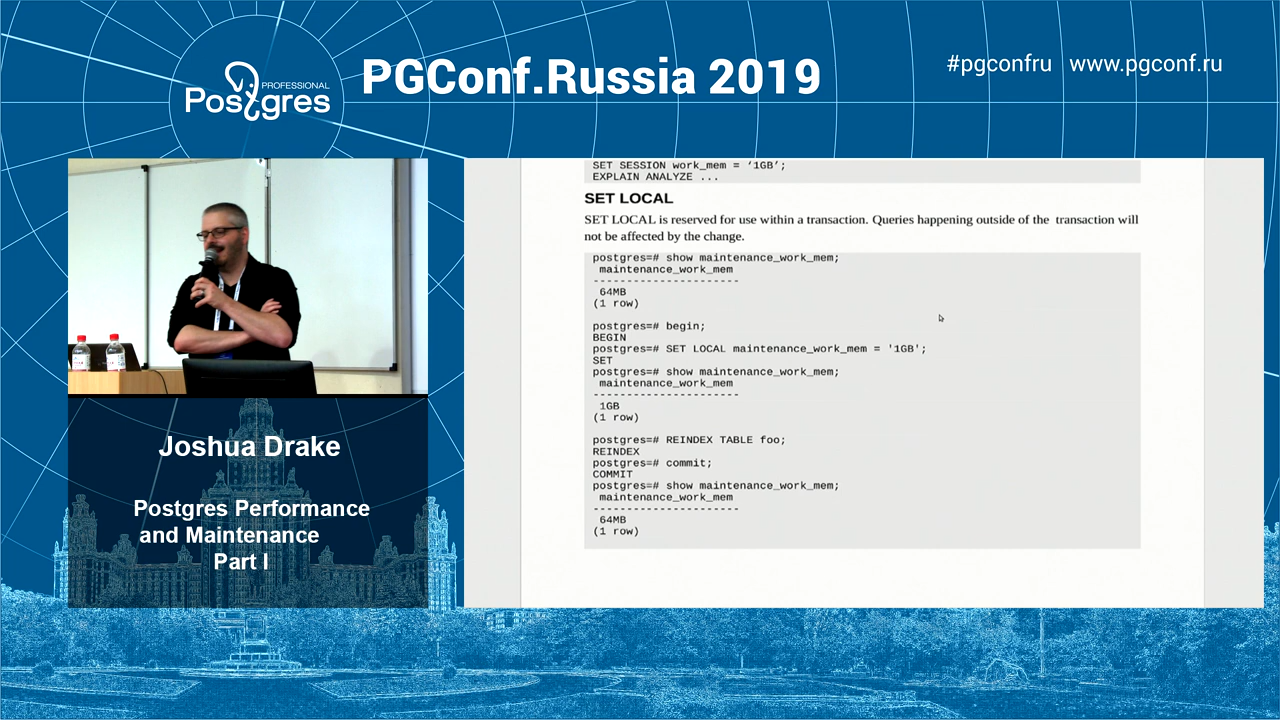 PROFESSIONAL
Postgres
PGConf.Russia 2019
#pgconfru www.pgconf.ru
SET SESSION work_mem = ‘1GB’;
EXPLAIN ANALYZE ...
SET LOCAL
SET LOCAL is reserved for use within a transaction. Queries happening outside of the transaction will
not be affected by the change.
postgres=# show maintenance_work_mem;
maintenance_work_mem
----------------------
64MB
(1 row)
postgres=# begin;
BEGIN
postgres=# SET LOCAL maintenance_work_mem = '1GB';
SET
postgres=# show maintenance_work_mem;
maintenance_work_mem
----------------------
1GB
(1 row)
postgres=# REINDEX TABLE foo;
REINDEX
postgres=# commit;
COMMIT
postgres=# show maintenance_work_mem;
maintenance_work_mem
----------------------
64MB
(1 row)
Joshua Drake
Postgres Performance
and Maintenance
Part I